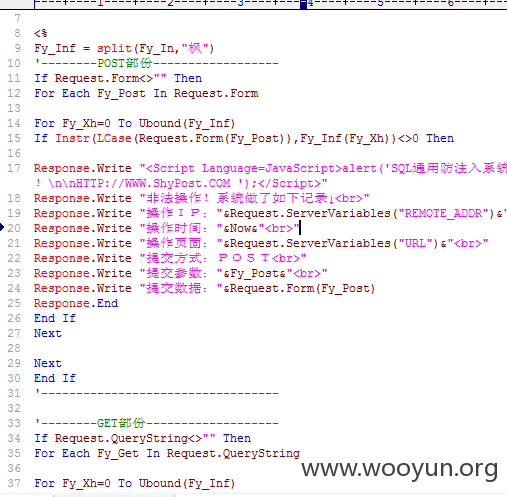 ----+----1----+----2----+----3----+----4----+----5----+----6----+--
7
8 <%
9 Fy_Inf = split(Fy_In,"枫")
10 '--------POST部份------------------
11 If Request.Form<>"" Then
12 For Each Fy_Post In Request.Form
13
14 For Fy_Xh=0 To Ubound(Fy_Inf)
15 If Instr(LCase(Request.Form(Fy_Post)),Fy_Inf(Fy_Xh))<>0 Then
16
17 Response.Write "<Script Language=JavaScript>alert('SQL通用防注入系统
! \n\nHTTP://WWW.ShyPost.COM ');</Script>"
18 Response.Write "非法操作！系统做了如下记录↓<br>"
19 Response.Write "操作ＩＰ："&Request.ServerVariables("REMOTE_ADDR")&"
20 Response.Write "操作时间："&Now&"<br>"
21 Response.Write "操作页面："&Request.ServerVariables("URL")&"<br>"
22 Response.Write "提交方式：ＰＯＳＴ<br>"
23 Response.Write "提交参数："&Fy_Post&"<br>"
24 Response.Write "提交数据："&Request.Form(Fy_Post)
25 Response.End
26 End If
27 Next
28
29 Next
30 End If
31 '----------------------------------
32
33 '--------GET部份-------------------
34 If Request.QueryString<>"" Then
35 For Each Fy_Get In Request.QueryString
36
37 For Fy_Xh=0 To Ubound(Fy_Inf)
www.wooyun.org